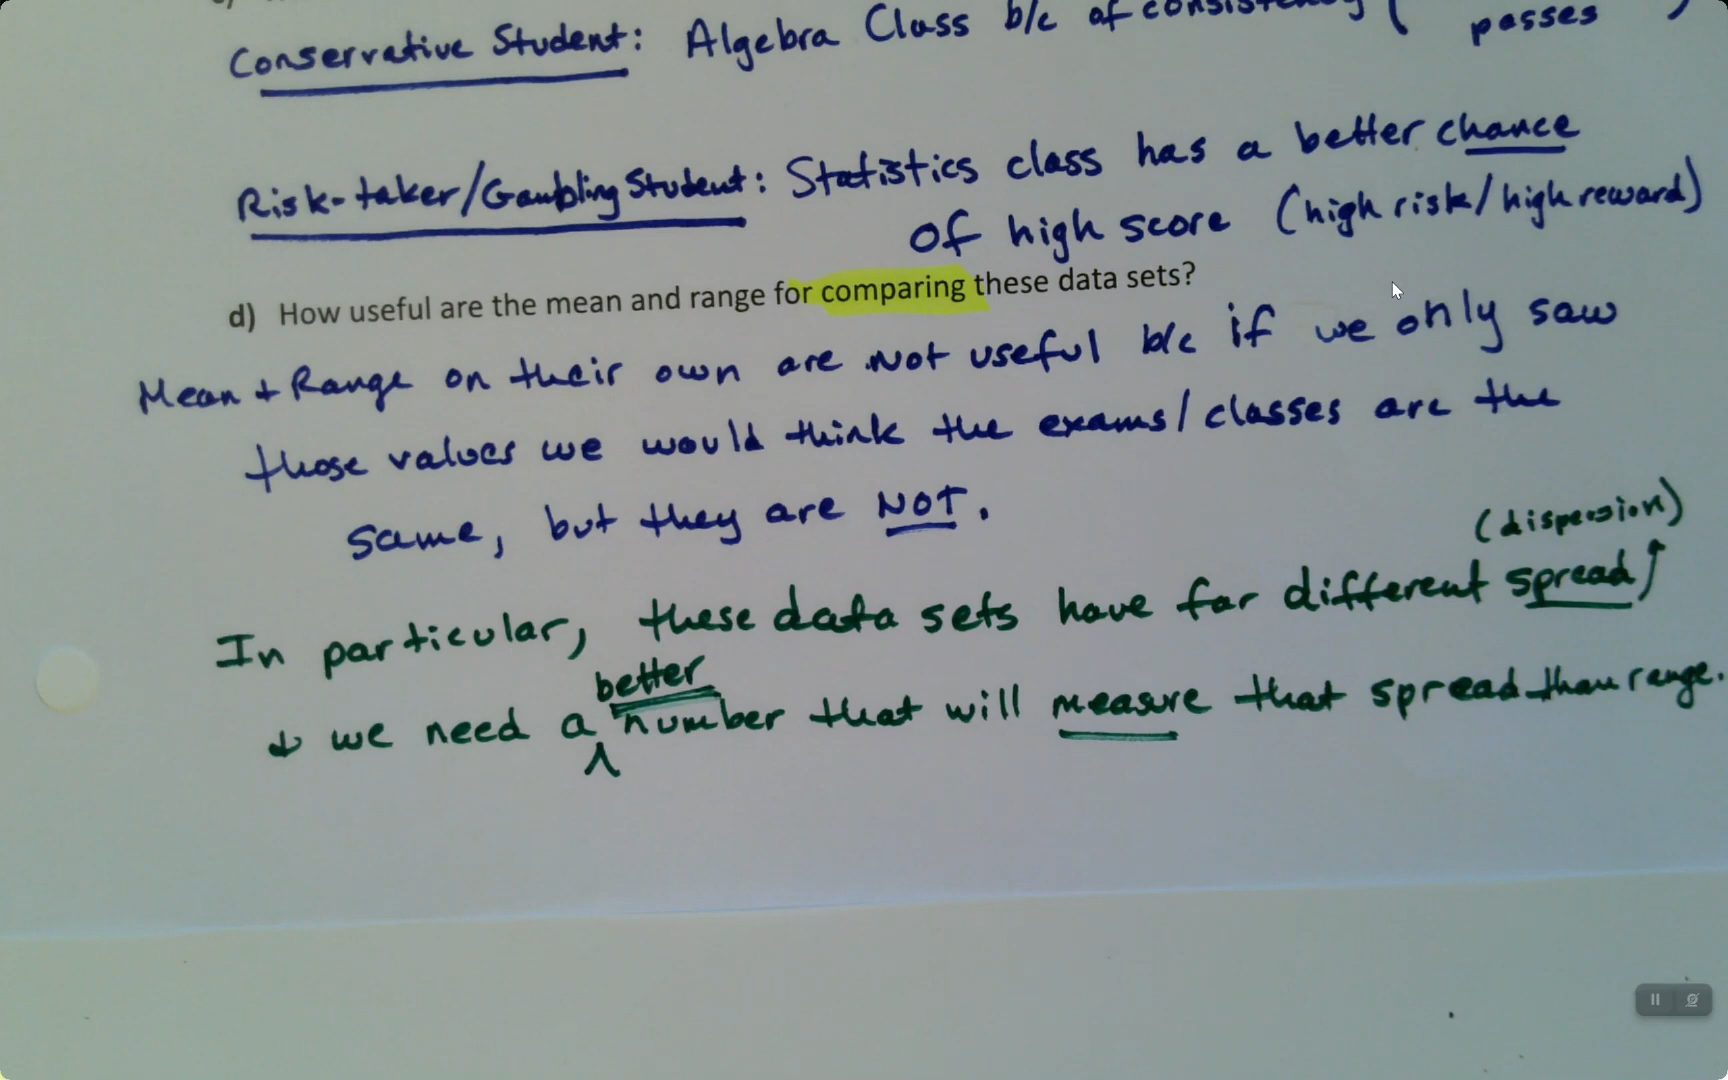 Conservative Student: Algebra Class b/c of consistency ( passes )
Risk-taker/Gambling Student: Statistics class has a better chance
of high score (high risk/high reward)
d) How useful are the mean and range for comparing these data sets?
Mean + Range on their own are Not useful b/c if we only saw
those values we would think the exams/classes are the
same, but they are NOT.
(dispersion)
In particular, these data sets have far different spread
better
+ we need a number that will measure that spread than range.